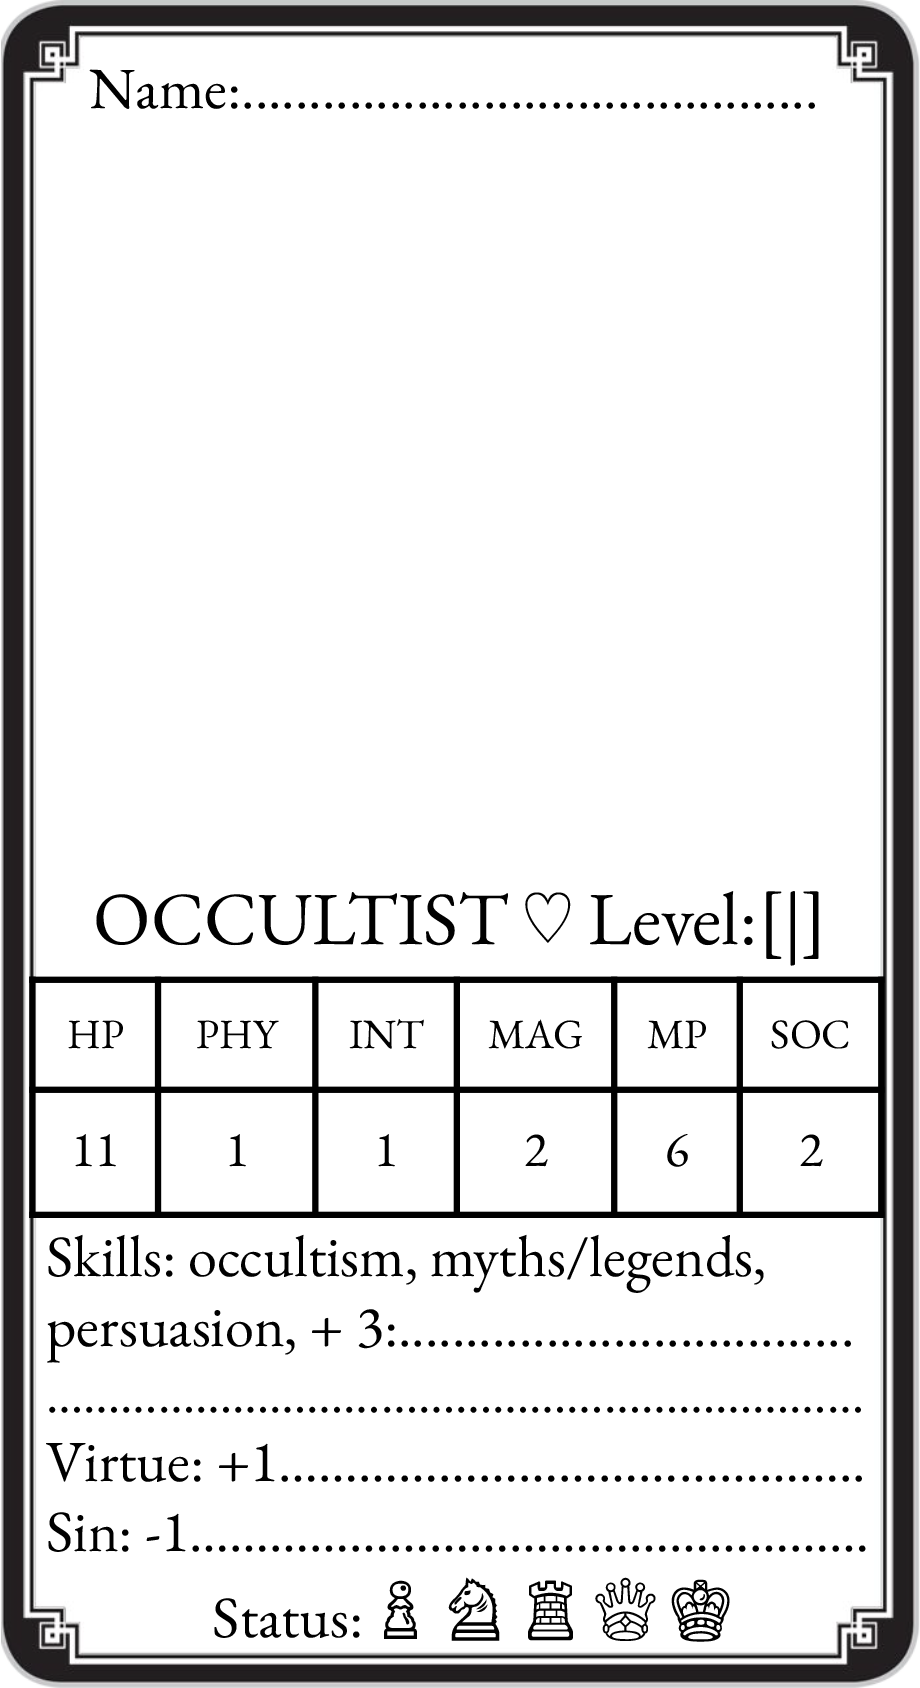 Name:............................................
OCCULTIST ♡ Level:[|]
HP PHY INT MAG MP SOC
11 1 1 2 6 2
Skills: occultism, myths/legends,
persuasion, + 3:..................................
..............................................................
Virtue: +1............................................
Sin: -1...................................................
Status: ♙ ♘ ♖ ♕ ♔